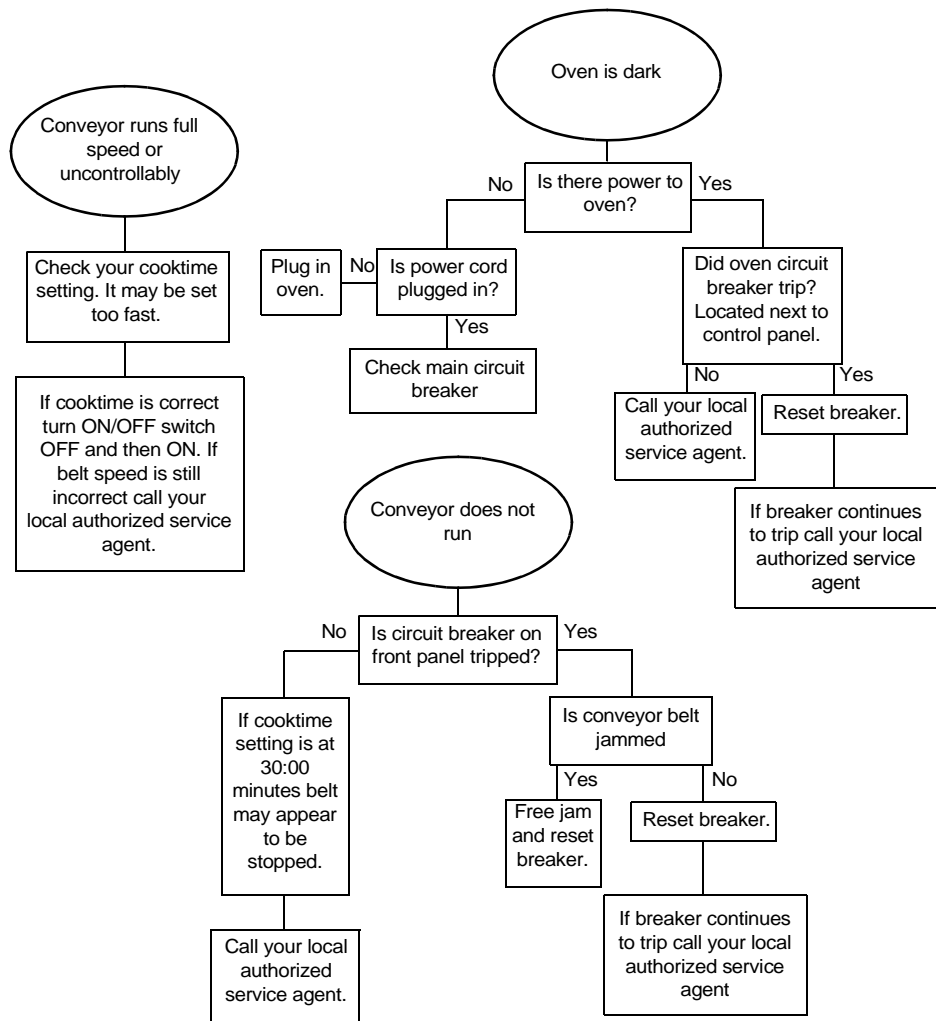 Conveyor runs full
speed or
uncontrollably
Check your cooktime
setting. It may be set
too fast.
If cooktime is correct
turn ON/OFF switch
OFF and then ON. If
belt speed is still
incorrect call your
local authorized service
agent.
Oven is dark
Is there power to
oven?
No
Yes
Is power cord
plugged in?
No
Plug in
oven.
Yes
Check main circuit
breaker
Did oven circuit
breaker trip?
Located next to
control panel.
No
Call your local
authorized
service agent.
Yes
Reset breaker.
If breaker continues
to trip call your local
authorized service
agent
Conveyor does not
run
Is circuit breaker on
front panel tripped?
No
Yes
If cooktime
setting is at
30:00
minutes belt
may appear
to be
stopped.
Call your local
authorized
service agent.
Is conveyor belt
jammed
Yes
Free jam
and reset
breaker.
No
Reset breaker.
If breaker continues
to trip call your local
authorized service
agent